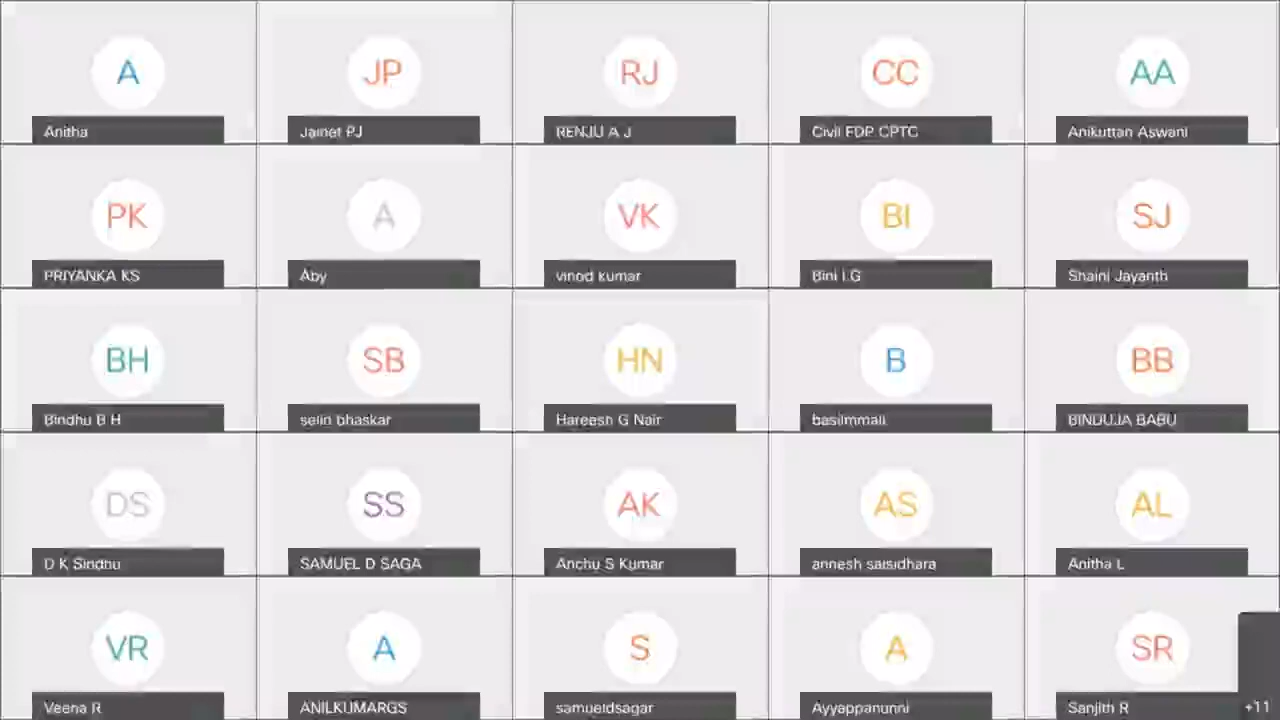 A JP RJ CC AA
Anitha Jainet PJ RENJU A J Civil FDP CPTC Anikuttan Aswani
PK A VK BI SJ
PRIYANKA KS Aby vinod kumar Bini I.G Shaini Jayanth
BH SB HN B BB
Bindhu B H selin bhaskar Hareesh G Nair basilmmali BINDUJA BABU
DS SS AK AS AL
D K Sindhu SAMUEL D SAGA Anchu S Kumar annesh sasidhara Anitha L
VR A S A SR
Veena R ANILKUMARGS samueldsagar Ayyappanunni Sanjith R +11